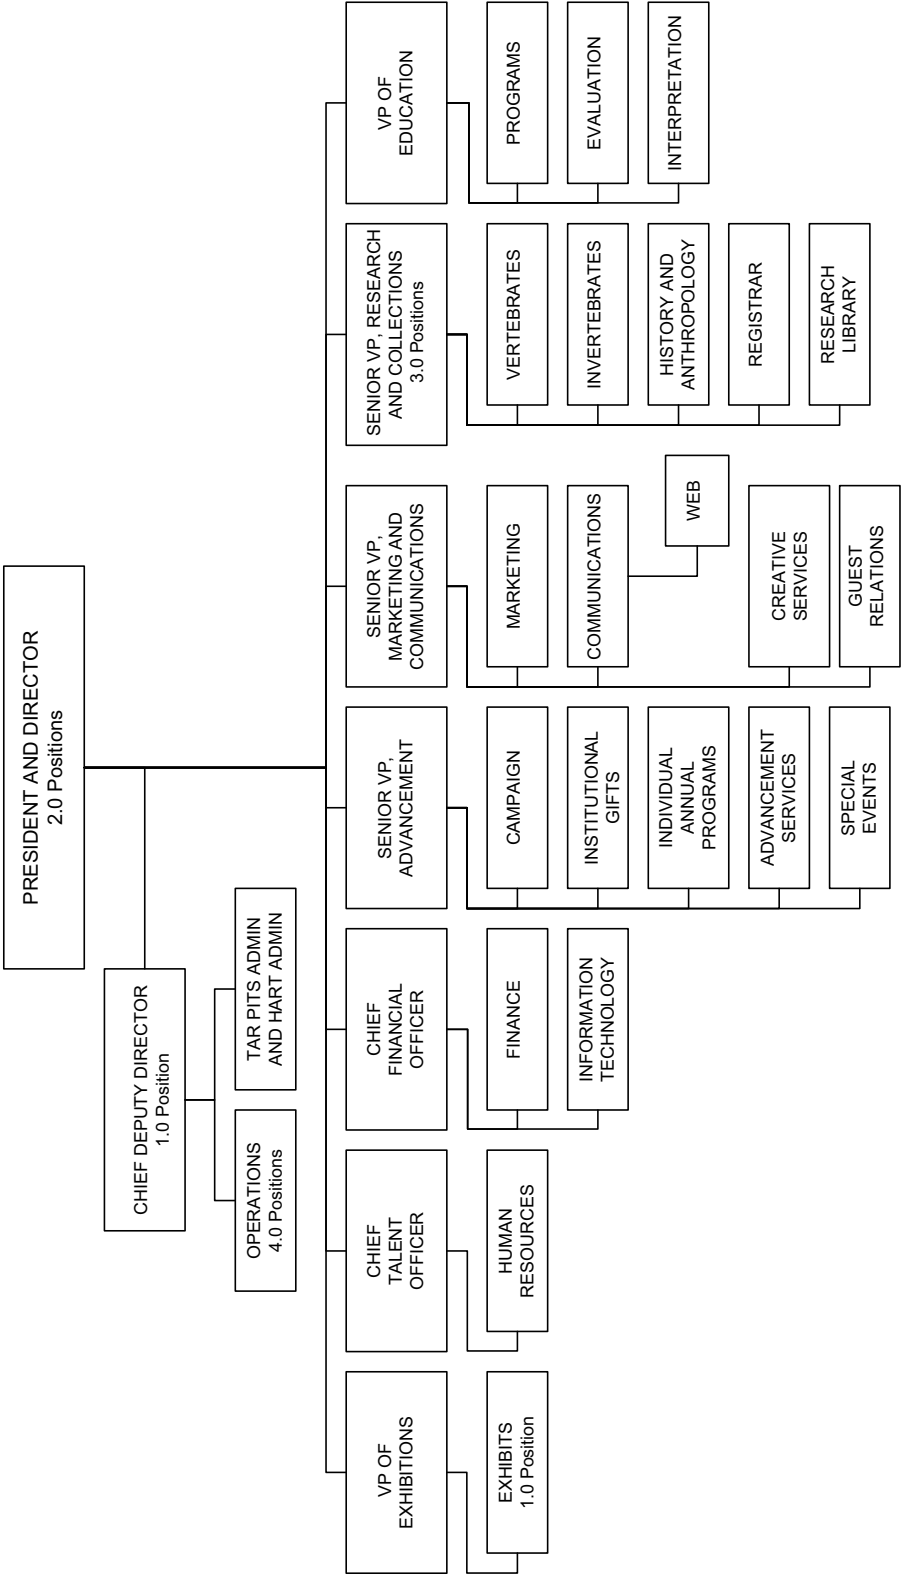 PRESIDENT AND DIRECTOR
2.0 Positions
CHIEF DEPUTY DIRECTOR
1.0 Position
OPERATIONS
4.0 Positions
TAR PITS ADMIN
AND HART ADMIN
VP OF
EXHIBITIONS
EXHIBITS
1.0 Position
CHIEF
TALENT
OFFICER
HUMAN
RESOURCES
CHIEF
FINANCIAL
OFFICER
FINANCE
INFORMATION
TECHNOLOGY
SENIOR VP,
ADVANCEMENT
CAMPAIGN
INSTITUTIONAL
GIFTS
INDIVIDUAL
ANNUAL
PROGRAMS
ADVANCEMENT
SERVICES
SPECIAL
EVENTS
SENIOR VP,
MARKETING AND
COMMUNICATIONS
MARKETING
COMMUNICATIONS
WEB
CREATIVE
SERVICES
GUEST
RELATIONS
SENIOR VP, RESEARCH
AND COLLECTIONS
3.0 Positions
VERTEBRATES
INVERTEBRATES
HISTORY AND
ANTHROPOLOGY
REGISTRAR
RESEARCH
LIBRARY
VP OF
EDUCATION
PROGRAMS
EVALUATION
INTERPRETATION